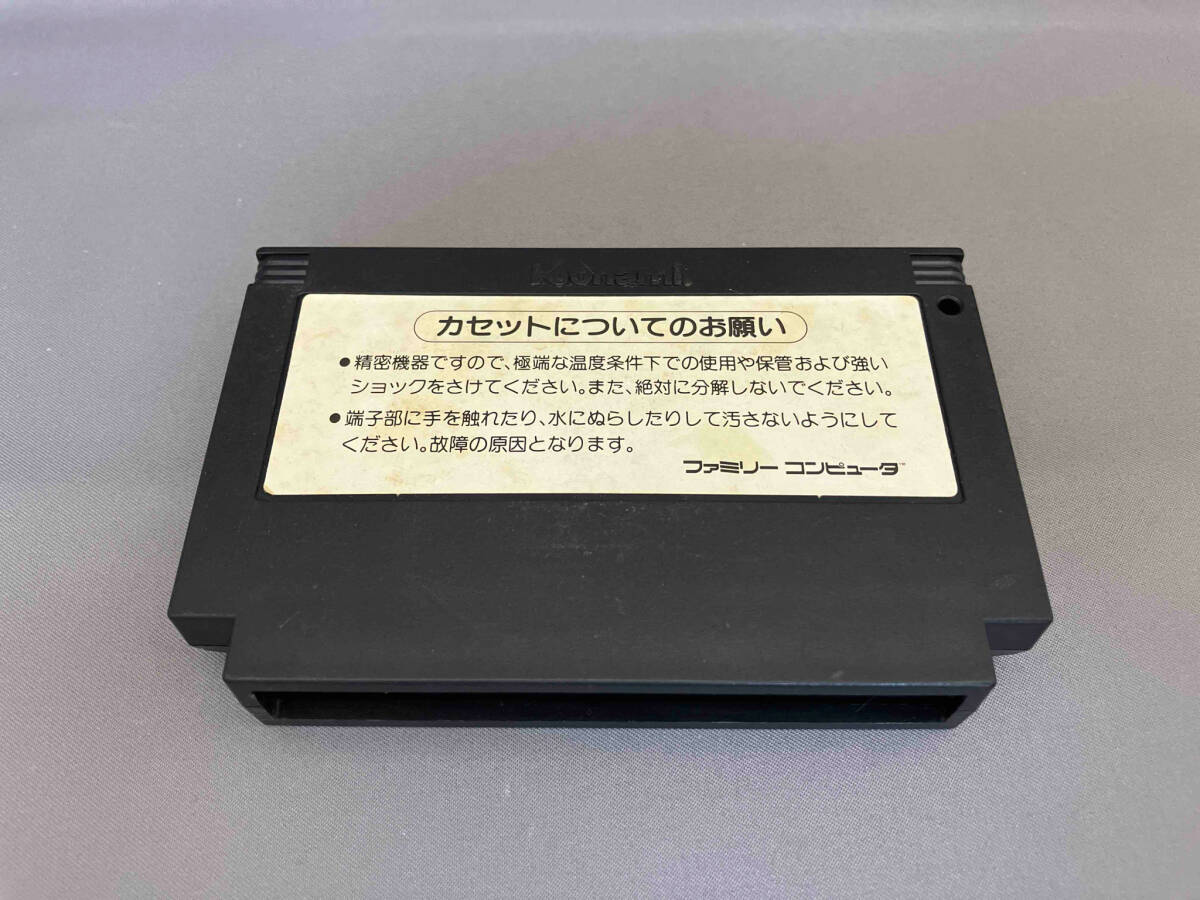 Konami
カセットについてのお願い
●精密機器ですので、極端な温度条件下での使用や保管および強い
ショックをさけてください。また、絶対に分解しないでください。
●端子部に手を触れたり、水にぬらしたりして汚さないようにして
ください。故障の原因となります。
ファミリー コンピュータ™